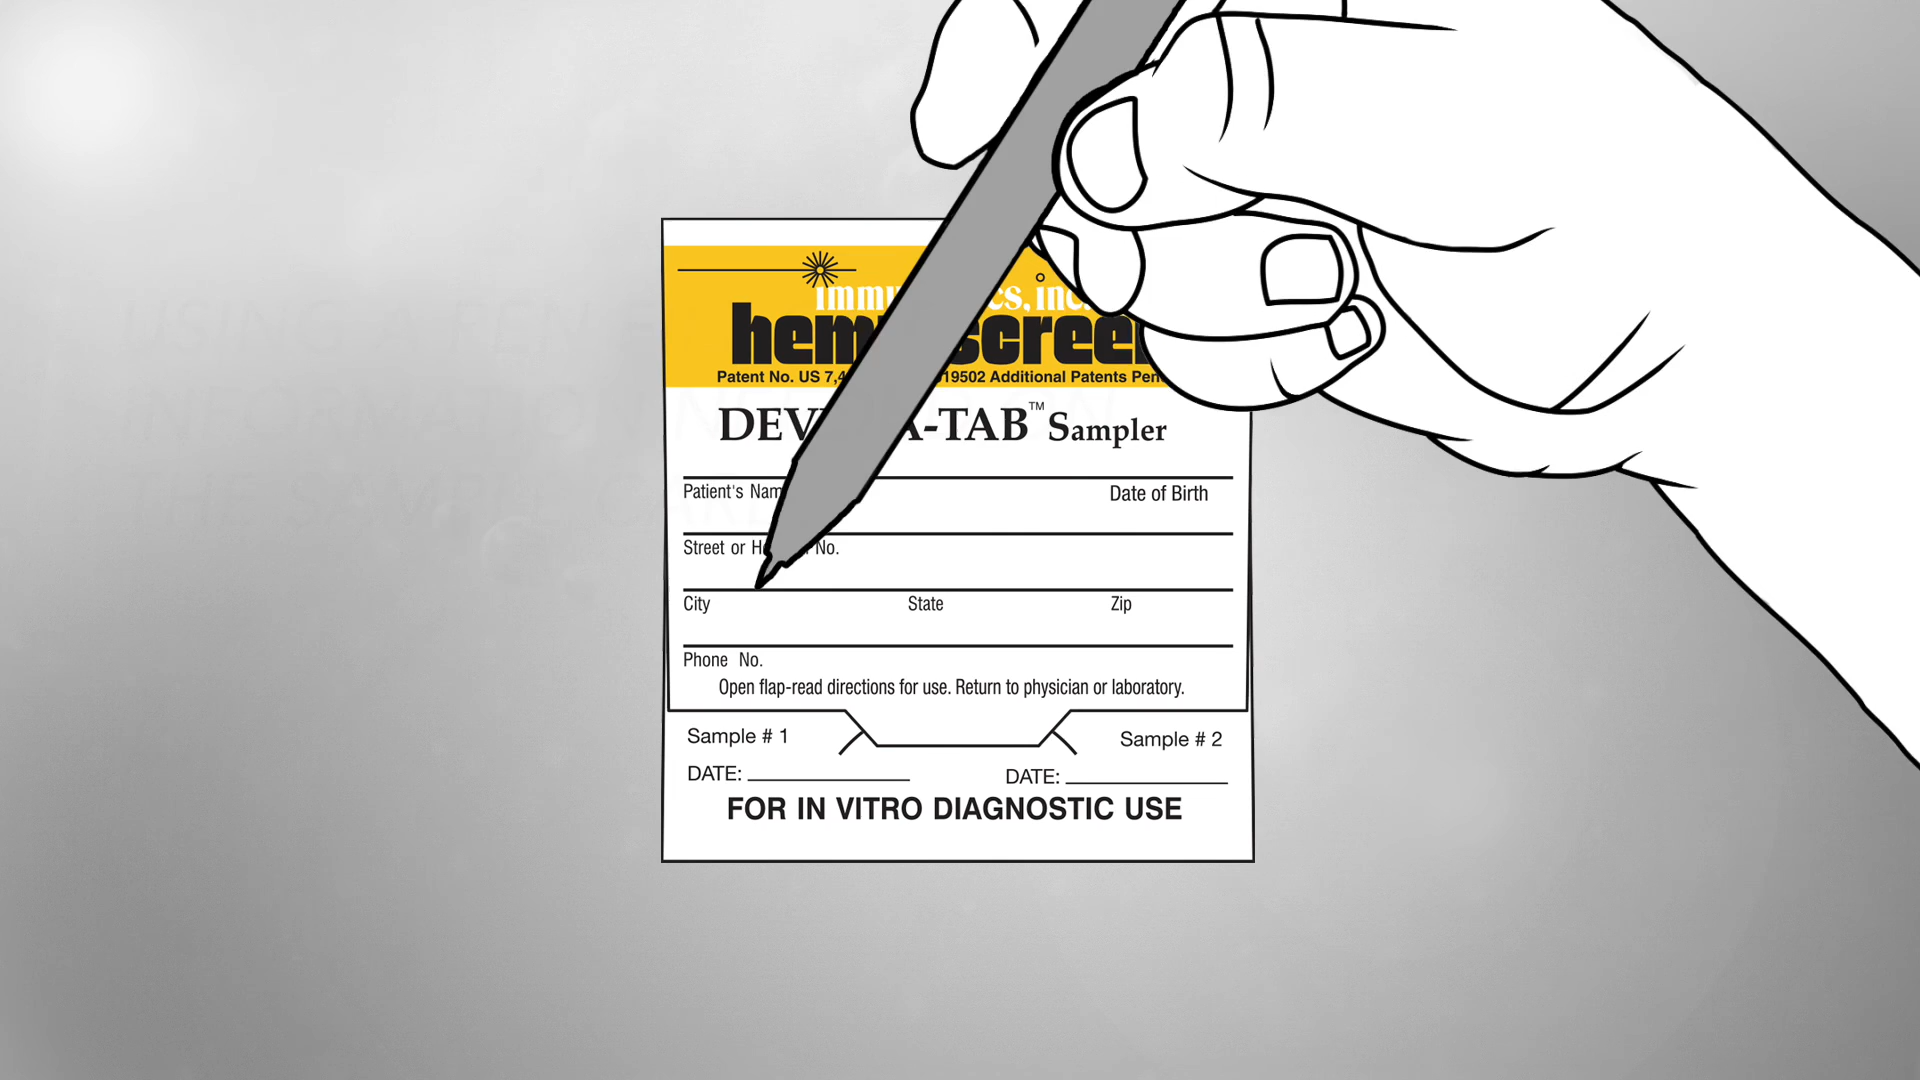 cs, inc.
Patent No. US 7,4 19502 Additional Patents Pen
-TAB™ Sampler
Patient's Nam Date of Birth
Street or H No.
City State Zip
Phone No.
Open flap-read directions for use. Return to physician or laboratory.
Sample # 1 Sample # 2
DATE: DATE:
FOR IN VITRO DIAGNOSTIC USE